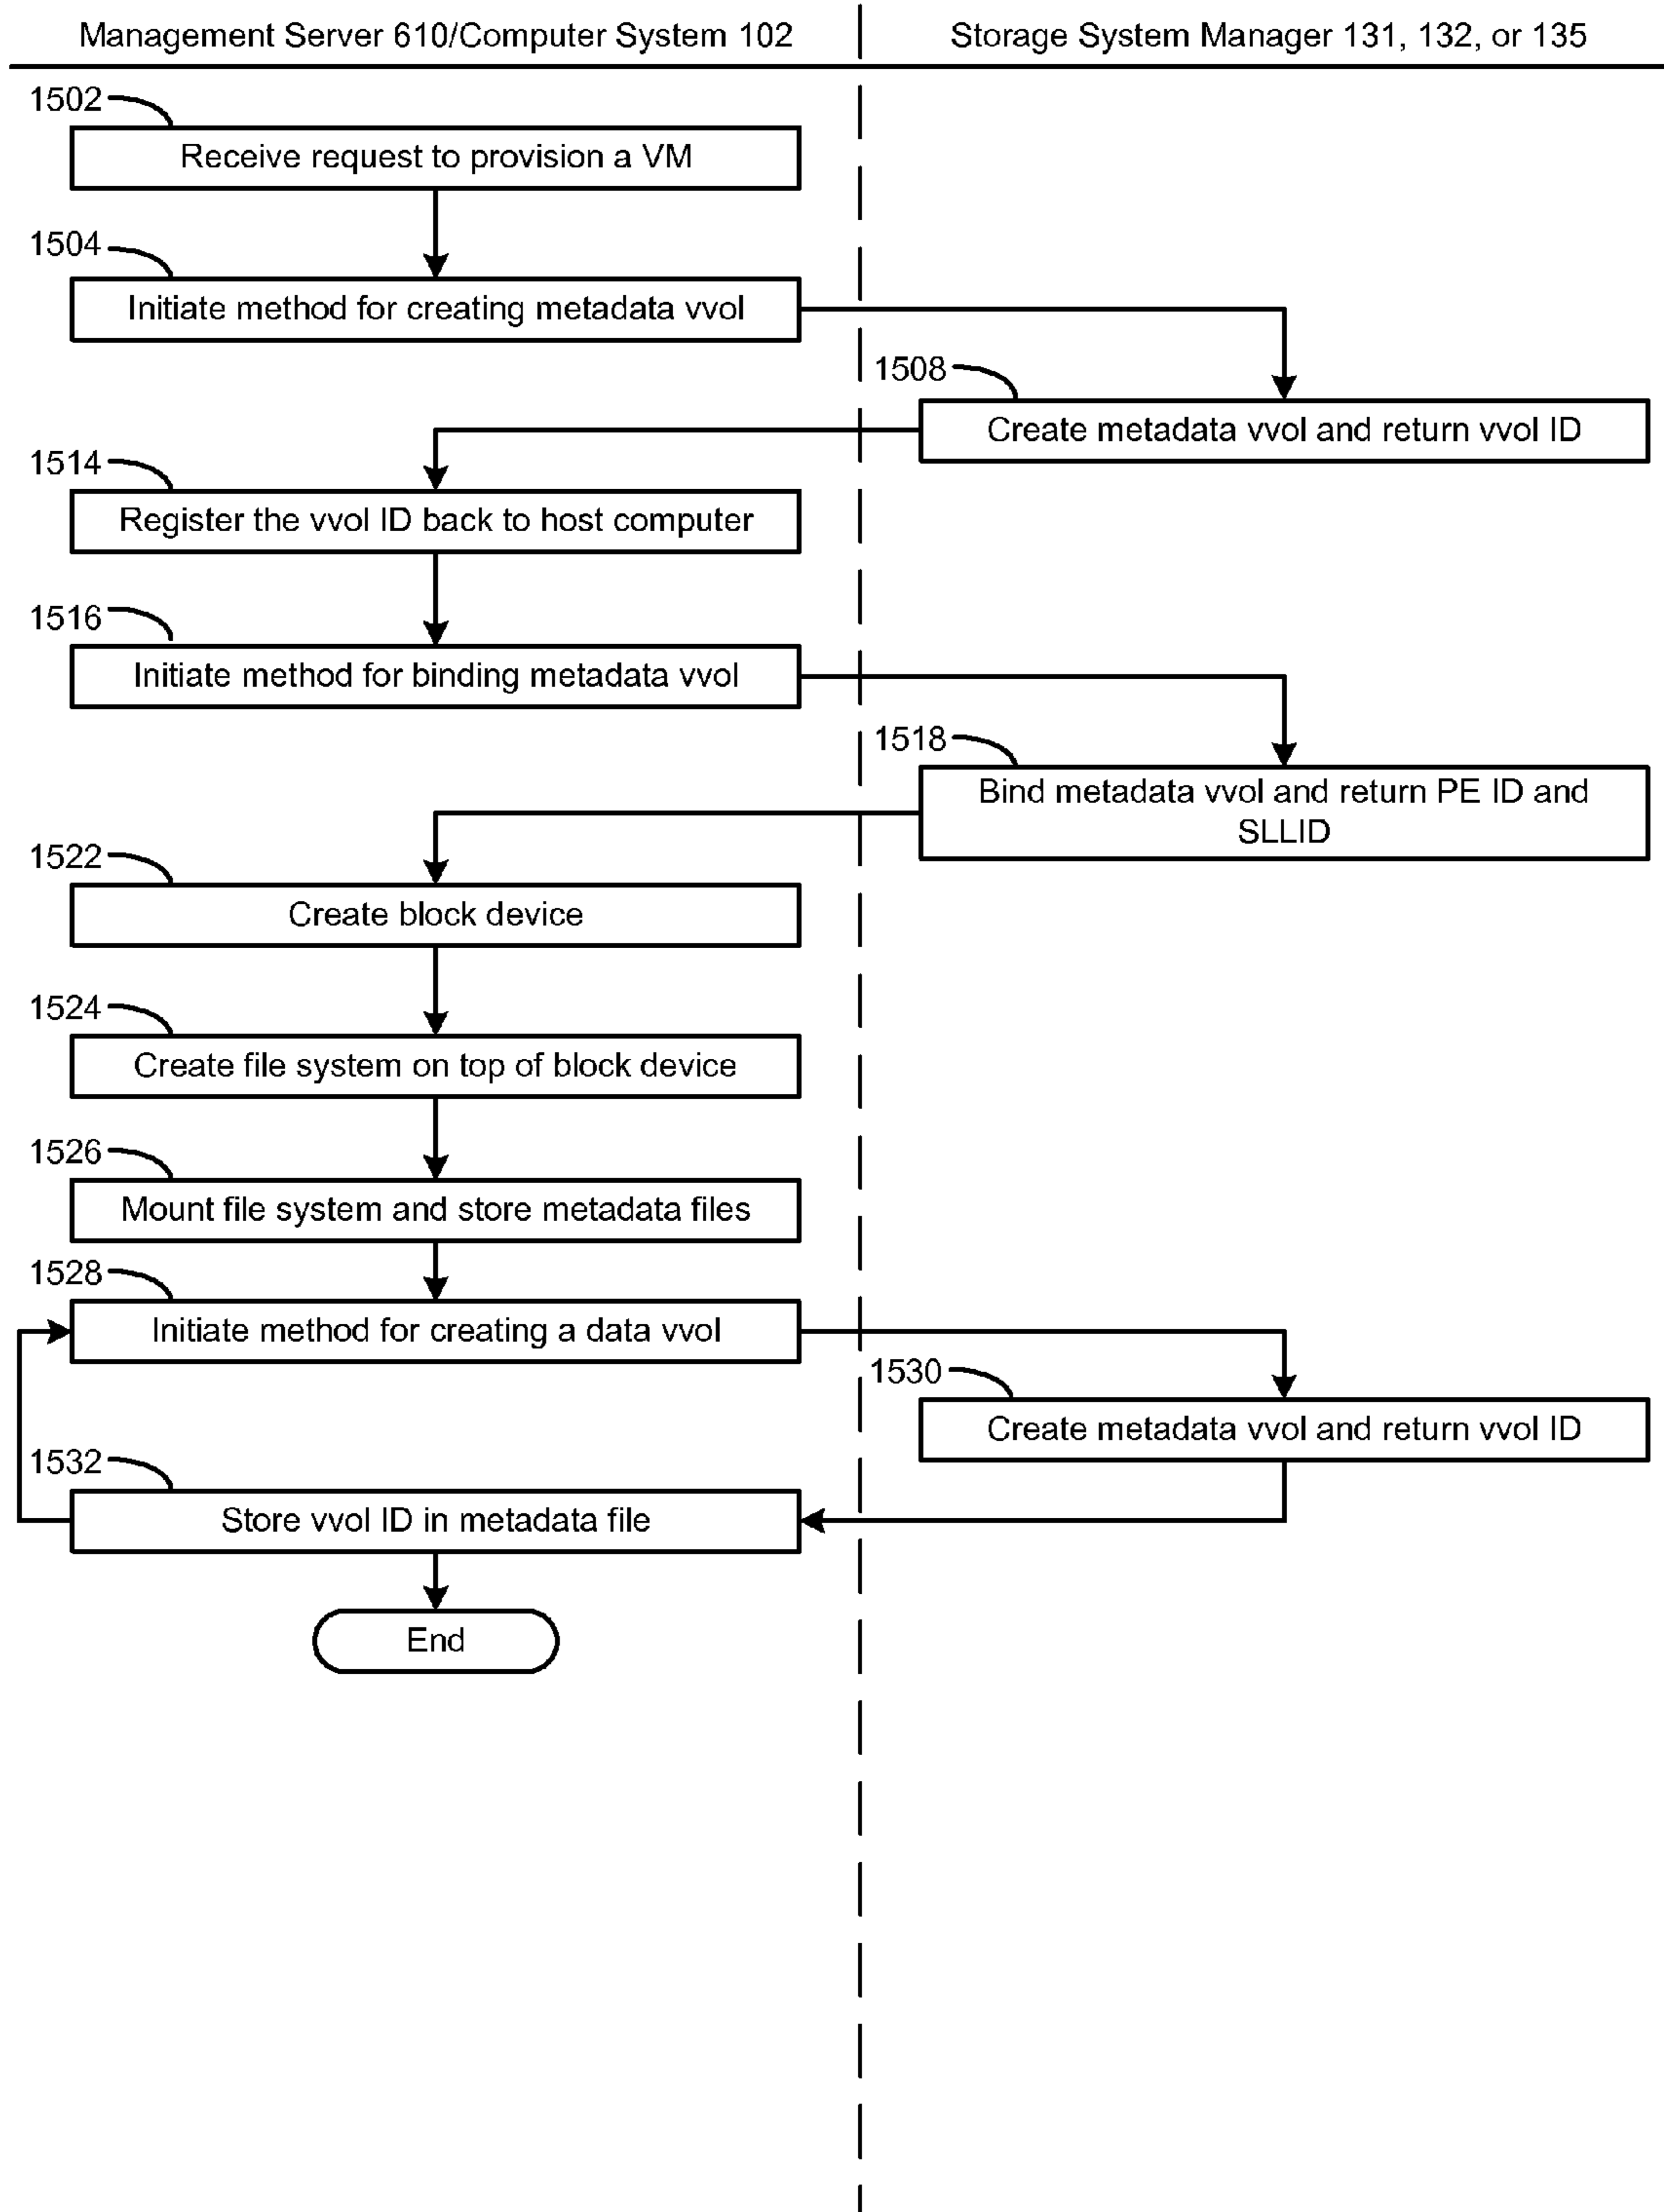 Management Server 610/Computer System 102
Storage System Manager 131, 132, or 135
1502
Receive request to provision a VM
1504
Initiate method for creating metadata vvol
1508
Create metadata vvol and return vvol ID
1514
Register the vvol ID back to host computer
1516
Initiate method for binding metadata vvol
1518
Bind metadata vvol and return PE ID and
SLLID
1522
Create block device
1524
Create file system on top of block device
1526
Mount file system and store metadata files
1528
Initiate method for creating a data vvol
1530
Create metadata vvol and return vvol ID
1532
Store vvol ID in metadata file
End